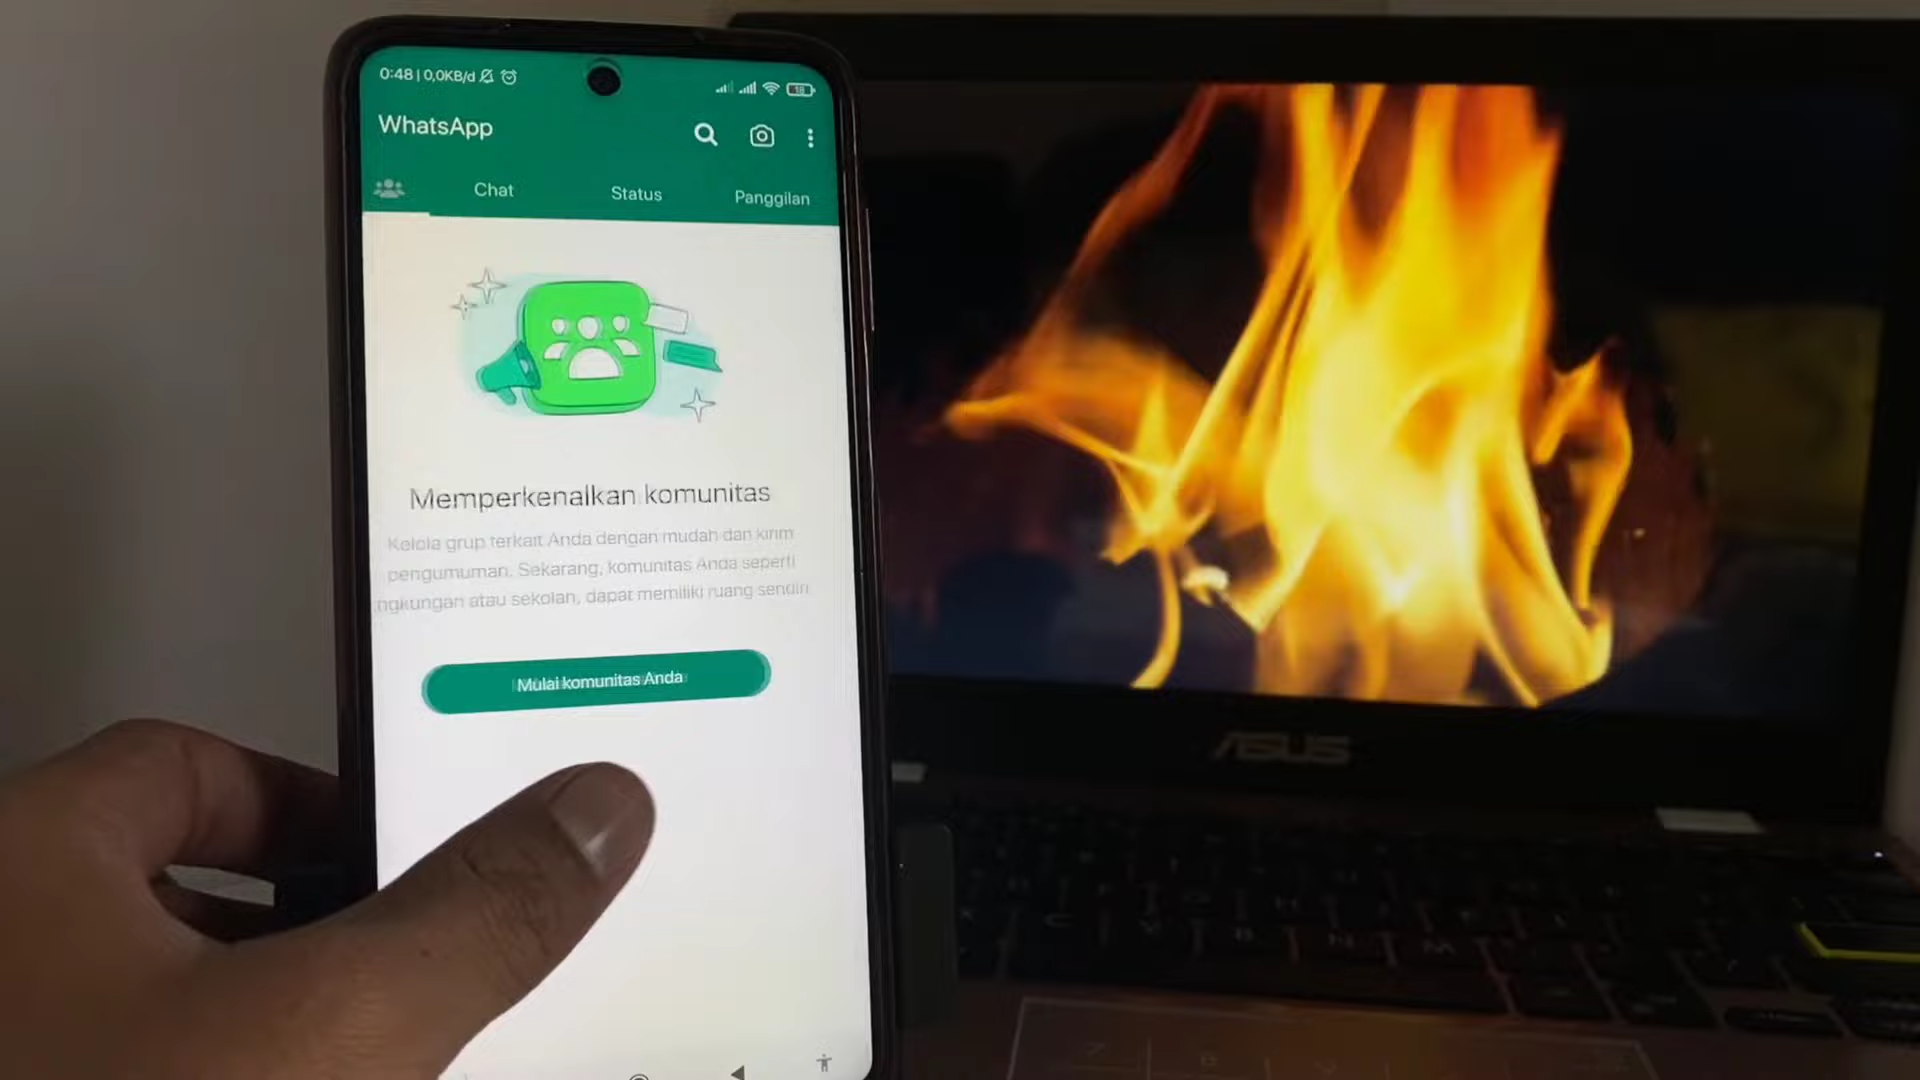 0:48 | 0,0KB/d
18
WhatsApp
Chat
Status
Panggilan
Memperkenalkan komunitas
Kelola grup terkait Anda dengan mudah dan kirim
pengumuman. Sekarang, komunitas Anda seperti
atau sekolah, dapat memiliki ruang sendiri
Mulai komunitas Anda
ASUS
C V B N M